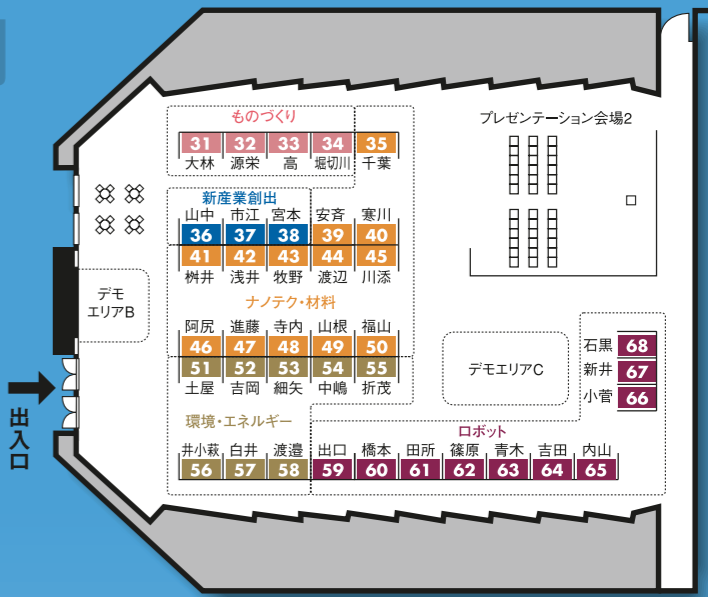 ものづくり
31 32 33 34 35
大林 源栄 高 堀切川 千葉
プレゼンテーション会場2
新産業創出
山中 市江 宮本 安斉 寒川
36 37 38 39 40
41 42 43 44 45
桝井 浅井 牧野 渡辺 川添
デモ
エリアB
ナノテク・材料
阿尻 進藤 寺内 山根 福山
46 47 48 49 50
51 52 53 54 55
土屋 吉岡 細矢 中嶋 折茂
デモエリアC
石黒 68
新井 67
小菅 66
出入口
環境・エネルギー
ロボット
井小萩 白井 渡邉 出口 橋本 田所 篠原 青木 吉田 内山
56 57 58 59 60 61 62 63 64 65